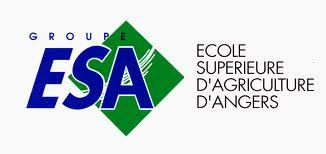 GROUPE
ESA
ECOLE
SUPERIEURE
D'AGRICULTURE
D'ANGERS